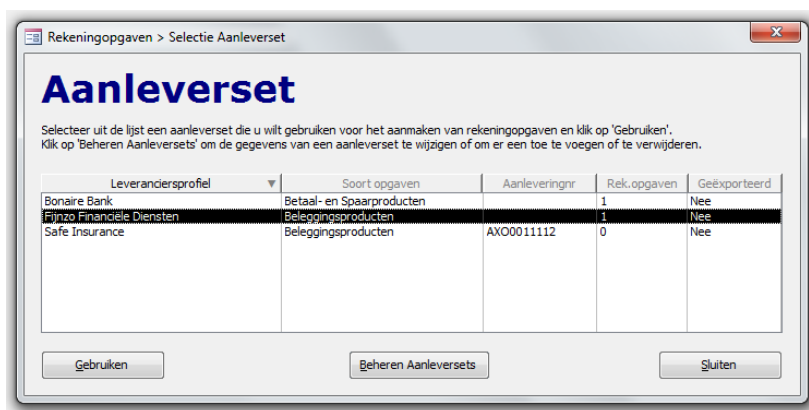 Rekeningopgaven > Selectie Aanleverset
x
Aanleverset
Selecteer uit de lijst een aanleverset die u wilt gebruiken voor het aanmaken van rekeningopgaven en klik op 'Gebruiken'.
Klik op 'Beheren Aanleversets' om de gegevens van een aanleverset te wijzigen of om er een toe te voegen of te verwijderen.
Leveranciersprofiel Soort opgaven Aanleveringnr Rek.opgaven Geëxporteerd
Bonaire Bank Betaal- en Spaarproducten 1 Nee
Fijnzo Financiële Diensten Beleggingsproducten 1 Nee
Safe Insurance Beleggingsproducten AXO0011112 0 Nee
Gebruiken Beheren Aanleversets Sluiten